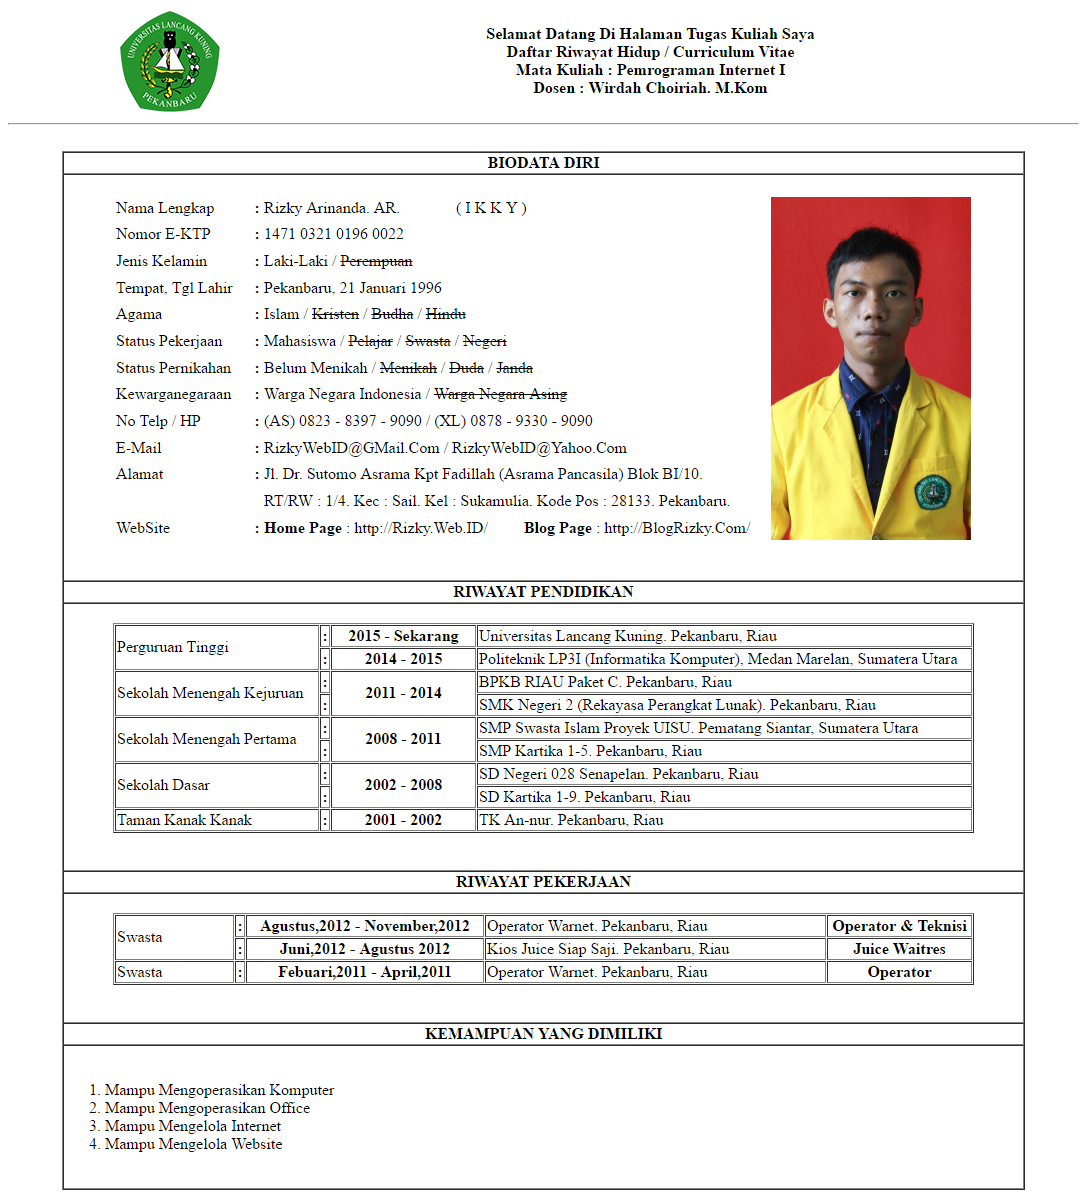 UNIVERSITAS LANCANG KUNING
PEKANBARU
Selamat Datang Di Halaman Tugas Kuliah Saya
Daftar Riwayat Hidup / Curriculum Vitae
Mata Kuliah : Pemrograman Internet I
Dosen : Wirdah Choiriah. M.Kom
BIODATA DIRI
Nama Lengkap : Rizky Arinanda. AR. ( I K K Y )
Nomor E-KTP : 1471 0321 0196 0022
Jenis Kelamin : Laki-Laki / Perempuan
Tempat, Tgl Lahir : Pekanbaru, 21 Januari 1996
Agama : Islam / Kristen / Budha / Hindu
Status Pekerjaan : Mahasiswa / Pelajar / Swasta / Negeri
Status Pernikahan : Belum Menikah / Menikah / Duda / Janda
Kewarganegaraan : Warga Negara Indonesia / Warga Negara Asing
No Telp / HP : (AS) 0823 - 8397 - 9090 / (XL) 0878 - 9330 - 9090
E-Mail : RizkyWebID@GMail.Com / RizkyWebID@Yahoo.Com
Alamat : Jl. Dr. Sutomo Asrama Kpt Fadillah (Asrama Pancasila) Blok BI/10.
RT/RW : 1/4. Kec : Sail. Kel : Sukamulia. Kode Pos : 28133. Pekanbaru.
WebSite : Home Page : http://Rizky.Web.ID/ Blog Page : http://BlogRizky.Com/
RIWAYAT PENDIDIKAN
Perguruan Tinggi : 2015 - Sekarang Universitas Lancang Kuning. Pekanbaru, Riau
: 2014 - 2015 Politeknik LP3I (Informatika Komputer), Medan Marelan, Sumatera Utara
Sekolah Menengah Kejuruan : 2011 - 2014 BPKB RIAU Paket C. Pekanbaru, Riau
: SMK Negeri 2 (Rekayasa Perangkat Lunak). Pekanbaru, Riau
Sekolah Menengah Pertama : 2008 - 2011 SMP Swasta Islam Proyek UISU. Pematang Siantar, Sumatera Utara
: SMP Kartika 1-5. Pekanbaru, Riau
Sekolah Dasar : 2002 - 2008 SD Negeri 028 Senapelan. Pekanbaru, Riau
: SD Kartika 1-9. Pekanbaru, Riau
Taman Kanak Kanak : 2001 - 2002 TK An-nur. Pekanbaru, Riau
RIWAYAT PEKERJAAN
Swasta : Agustus,2012 - November,2012 Operator Warnet. Pekanbaru, Riau Operator & Teknisi
: Juni,2012 - Agustus 2012 Kios Juice Siap Saji. Pekanbaru, Riau Juice Waitres
Swasta : Febuari,2011 - April,2011 Operator Warnet. Pekanbaru, Riau Operator
KEMAMPUAN YANG DIMILIKI
1. Mampu Mengoperasikan Komputer
2. Mampu Mengoperasikan Office
3. Mampu Mengelola Internet
4. Mampu Mengelola Website